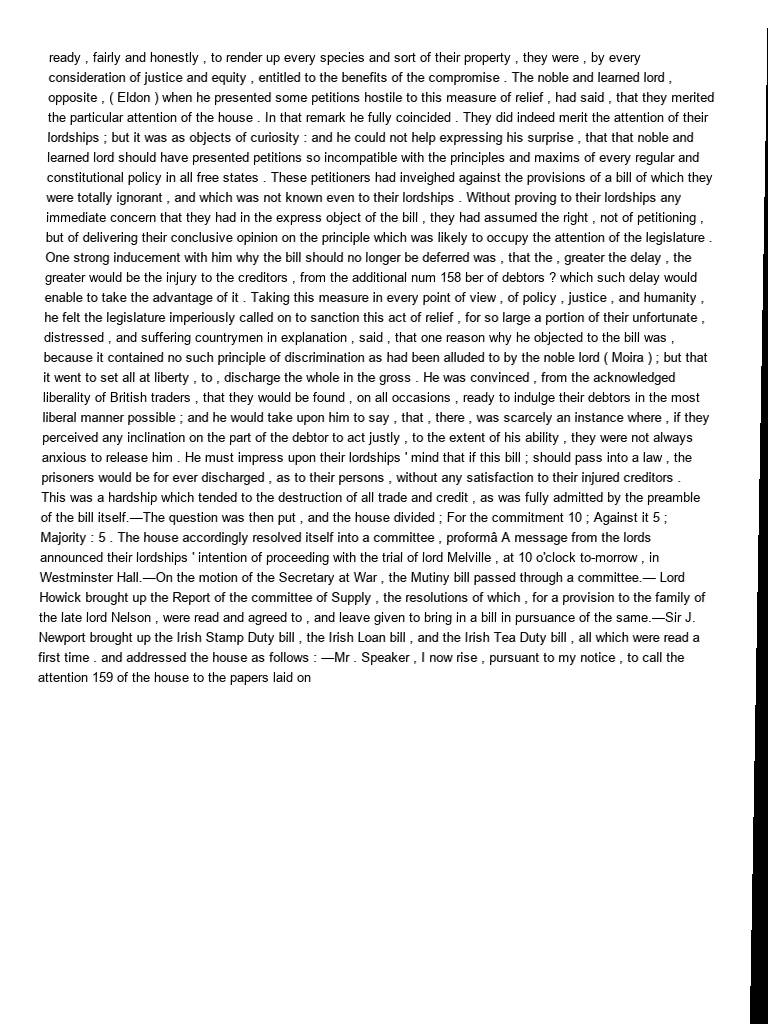 ready , fairly and honestly , to render up every species and sort of their property , they were , by every
consideration of justice and equity , entitled to the benefits of the compromise . The noble and learned lord ,
opposite , ( Eldon ) when he presented some petitions hostile to this measure of relief , had said , that they merited
the particular attention of the house . In that remark he fully coincided . They did indeed merit the attention of their
lordships ; but it was as objects of curiosity : and he could not help expressing his surprise , that that noble and
learned lord should have presented petitions so incompatible with the principles and maxims of every regular and
constitutional policy in all free states . These petitioners had inveighed against the provisions of a bill of which they
were totally ignorant , and which was not known even to their lordships . Without proving to their lordships any
immediate concern that they had in the express object of the bill , they had assumed the right , not of petitioning ,
but of delivering their conclusive opinion on the principle which was likely to occupy the attention of the legislature .
One strong inducement with him why the bill should no longer be deferred was , that the , greater the delay , the
greater would be the injury to the creditors , from the additional num 158 ber of debtors ? which such delay would
enable to take the advantage of it . Taking this measure in every point of view , of policy , justice , and humanity ,
he felt the legislature imperiously called on to sanction this act of relief , for so large a portion of their unfortunate ,
distressed , and suffering countrymen in explanation , said , that one reason why he objected to the bill was ,
because it contained no such principle of discrimination as had been alluded to by the noble lord ( Moira ) ; but that
it went to set all at liberty , to , discharge the whole in the gross . He was convinced , from the acknowledged
liberality of British traders , that they would be found , on all occasions , ready to indulge their debtors in the most
liberal manner possible ; and he would take upon him to say , that , there , was scarcely an instance where , if they
perceived any inclination on the part of the debtor to act justly , to the extent of his ability , they were not always
anxious to release him . He must impress upon their lordships ' mind that if this bill ; should pass into a law , the
prisoners would be for ever discharged , as to their persons , without any satisfaction to their injured creditors .
This was a hardship which tended to the destruction of all trade and credit , as was fully admitted by the preamble
of the bill itself.—The question was then put , and the house divided ; For the commitment 10 ; Against it 5 ;
Majority : 5 . The house accordingly resolved itself into a committee , proformâ A message from the lords
announced their lordships ' intention of proceeding with the trial of lord Melville , at 10 o'clock to-morrow , in
Westminster Hall.—On the motion of the Secretary at War , the Mutiny bill passed through a committee.— Lord
Howick brought up the Report of the committee of Supply , the resolutions of which , for a provision to the family of
the late lord Nelson , were read and agreed to , and leave given to bring in a bill in pursuance of the same.—Sir J.
Newport brought up the Irish Stamp Duty bill , the Irish Loan bill , and the Irish Tea Duty bill , all which were read a
first time . and addressed the house as follows : —Mr . Speaker , I now rise , pursuant to my notice , to call the
attention 159 of the house to the papers laid on